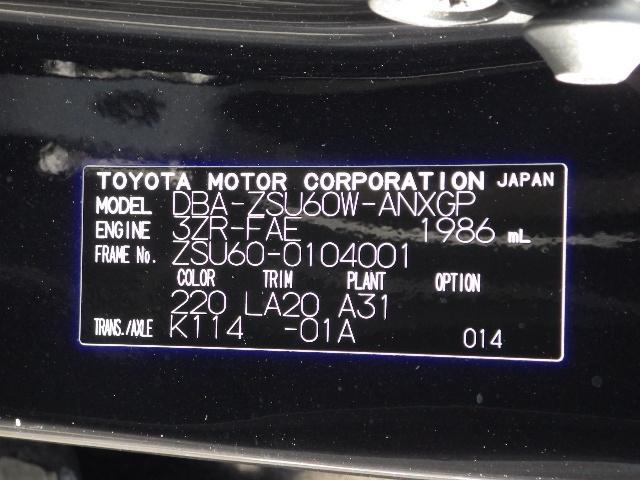 TOYOTA MOTOR CORPORATION JAPAN
MODEL DBA-ZSU60W-ANXGP
ENGINE 3ZR-FAE 1986 mL
FRAME No. ZSU60-0104001
COLOR TRIM PLANT OPTION
220 LA20 A31
TRANS./AXLE K114 -01A 014